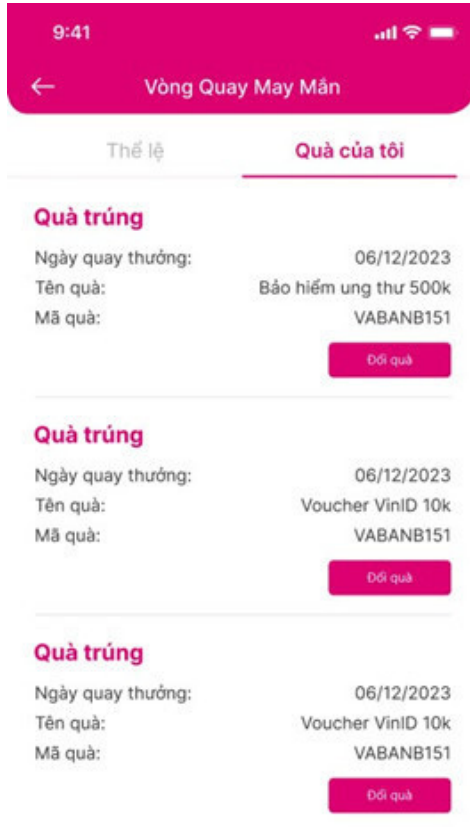 9:41
Vòng Quay May Mắn
Thể lệ Quà của tôi
Quà trúng
Ngày quay thưởng: 06/12/2023
Tên quà: Bảo hiểm ung thư 500k
Mã quà: VABANB151
Đổi quà
Quà trúng
Ngày quay thưởng: 06/12/2023
Tên quà: Voucher VinID 10k
Mã quà: VABANB151
Đổi quà
Quà trúng
Ngày quay thưởng: 06/12/2023
Tên quà: Voucher VinID 10k
Mã quà: VABANB151
Đổi quà